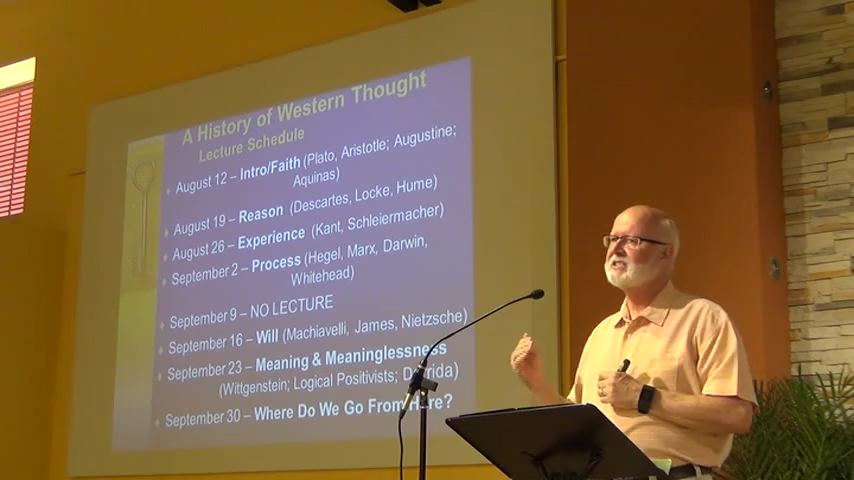 A History of Western Thought
Lecture Schedule
August 12 – Intro/Faith (Plato, Aristotle; Augustine;
Aquinas)
August 19 – Reason (Descartes, Locke, Hume)
August 26 – Experience (Kant, Schleiermacher)
September 2 – Process (Hegel, Marx, Darwin,
Whitehead)
September 9 – NO LECTURE
September 16 – Will (Machiavelli, James, Nietzsche)
September 23 – Meaning & Meaninglessness
(Wittgenstein; Logical Positivists; Derrida)
September 30 – Where Do We Go From Here?